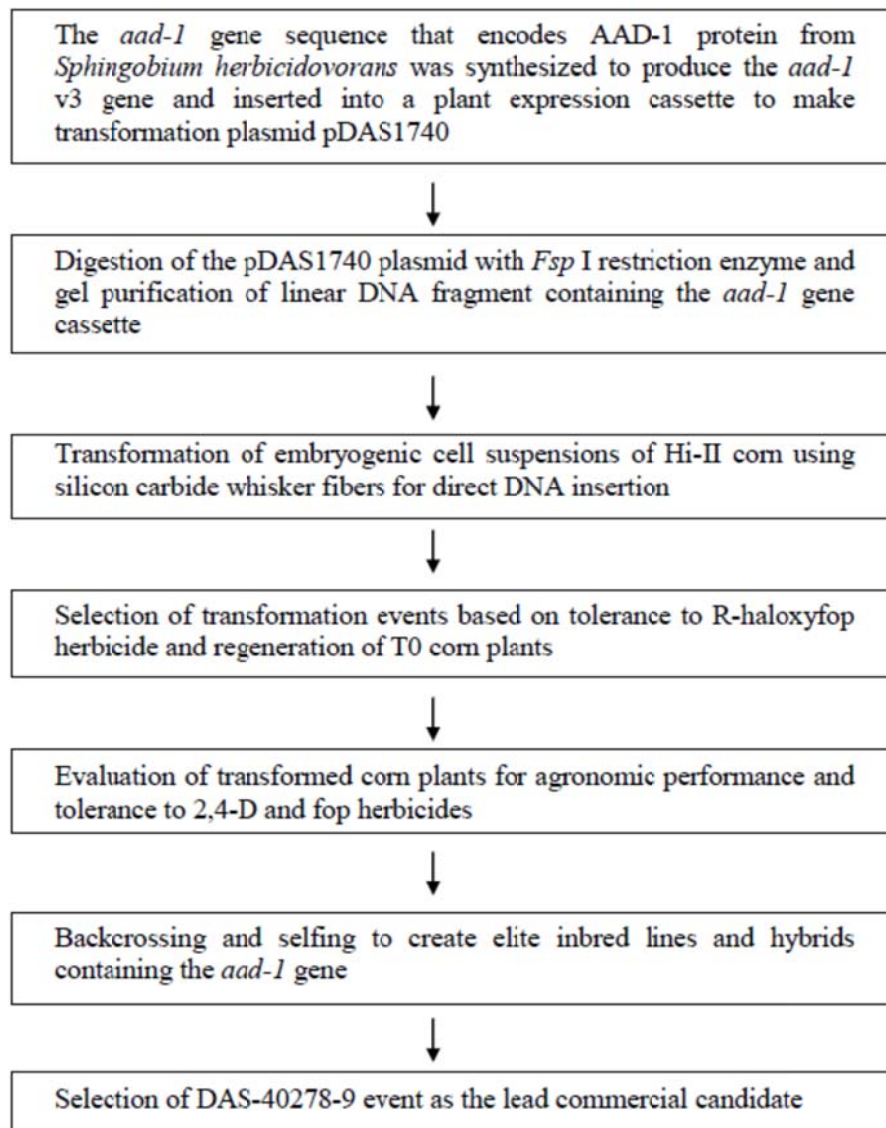 The aad-1 gene sequence that encodes AAD-1 protein from
Sphingobium herbicidovorans was synthesized to produce the aad-1
v3 gene and inserted into a plant expression cassette to make
transformation plasmid pDAS1740
Digestion of the pDAS1740 plasmid with Fsp I restriction enzyme and
gel purification of linear DNA fragment containing the aad-1 gene
cassette
Transformation of embryogenic cell suspensions of Hi-II corn using
silicon carbide whisker fibers for direct DNA insertion
Selection of transformation events based on tolerance to R-haloxyfop
herbicide and regeneration of T0 corn plants
Evaluation of transformed corn plants for agronomic performance and
tolerance to 2,4-D and fop herbicides
Backcrossing and selfing to create elite inbred lines and hybrids
containing the aad-1 gene
Selection of DAS-40278-9 event as the lead commercial candidate